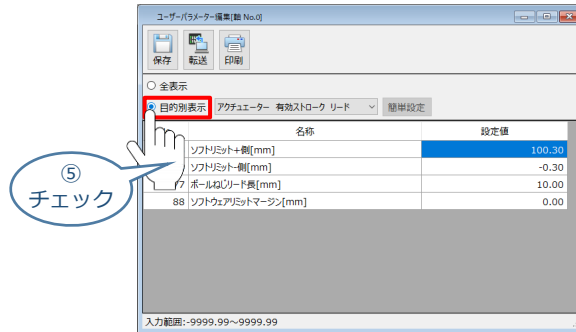 ユーザーパラメーター編集[軸 No.0]
保存 転送 印刷
全表示
目的別表示 アクチュエーター 有効ストローク リード 簡単設定
名称 設定値
ソフトリミット+側[mm] 100.30
ソフトリミット-側[mm] -0.30
7 ボールねじリード長[mm] 10.00
88 ソフトウェアリミットマージン[mm] 0.00
⑤
チェック
入力範囲:-9999.99～9999.99